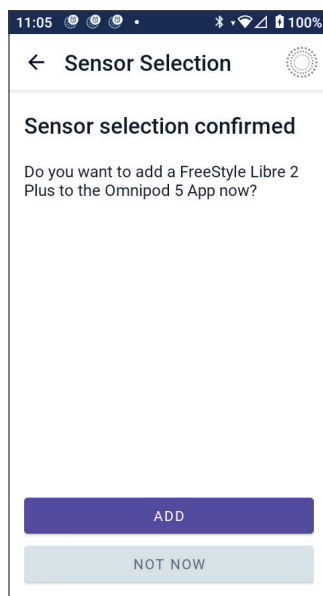 11:05 100%
Sensor Selection
Sensor selection confirmed
Do you want to add a FreeStyle Libre 2
Plus to the Omnipod 5 App now?
ADD
NOT NOW